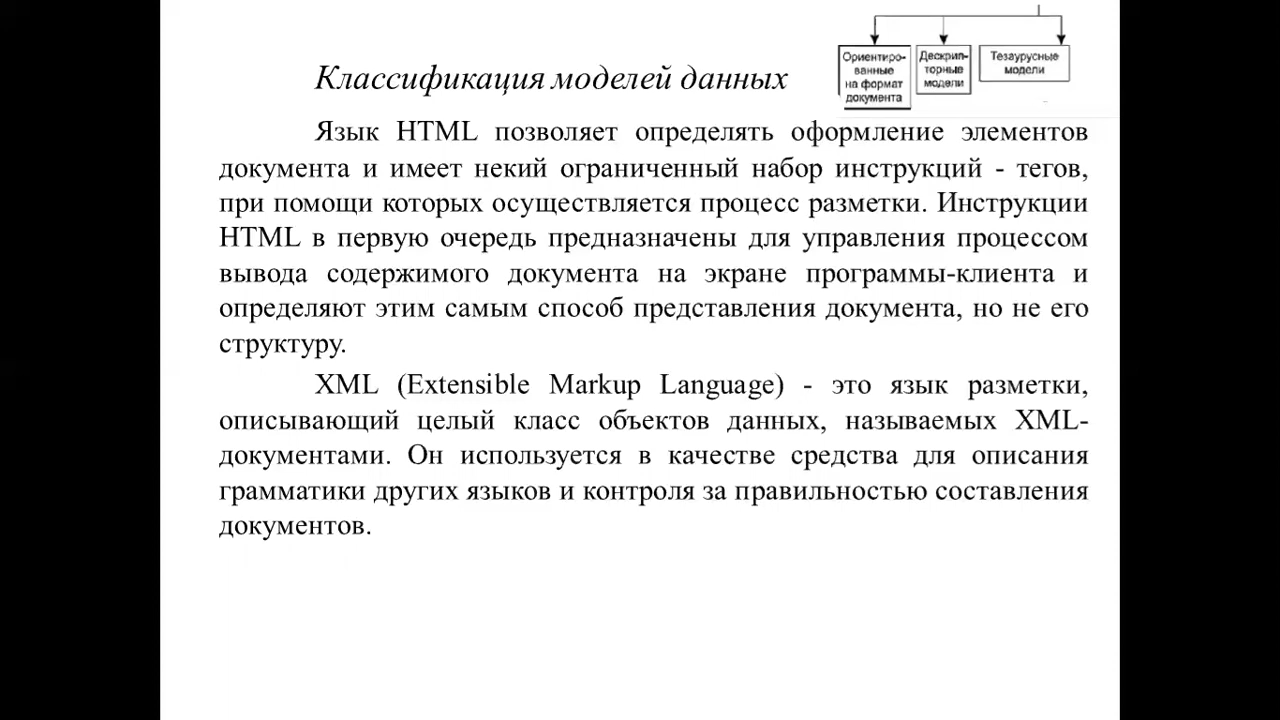 Классификация моделей данных
Ориентиро-
ванные
на формат
документа
Дескрип-
торные
модели
Тезаурусные
модели
Язык HTML позволяет определять оформление элементов
документа и имеет некий ограниченный набор инструкций - тегов,
при помощи которых осуществляется процесс разметки. Инструкции
HTML в первую очередь предназначены для управления процессом
вывода содержимого документа на экране программы-клиента и
определяют этим самым способ представления документа, но не его
структуру.
XML (Extensible Markup Language) - это язык разметки,
описывающий целый класс объектов данных, называемых XML-
документами. Он используется в качестве средства для описания
грамматики других языков и контроля за правильностью составления
документов.